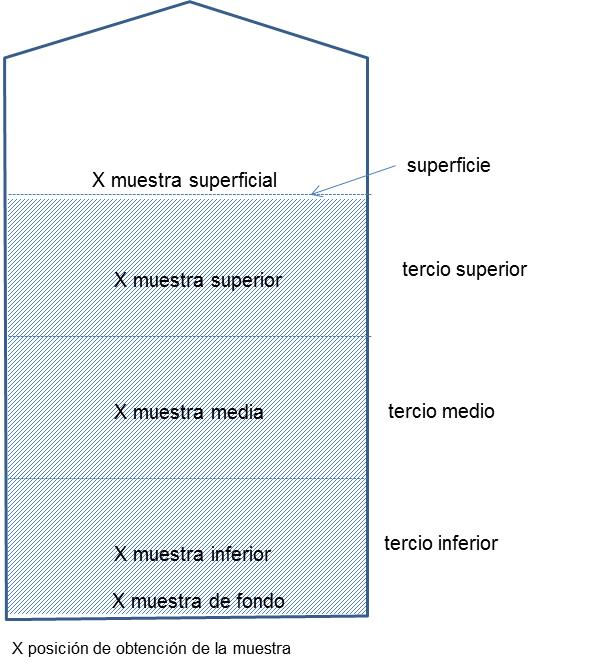 superficie
X muestra superficial
tercio superior
X muestra superior
X muestra media
tercio medio
X muestra inferior
tercio inferior
X muestra de fondo
X posición de obtención de la muestra